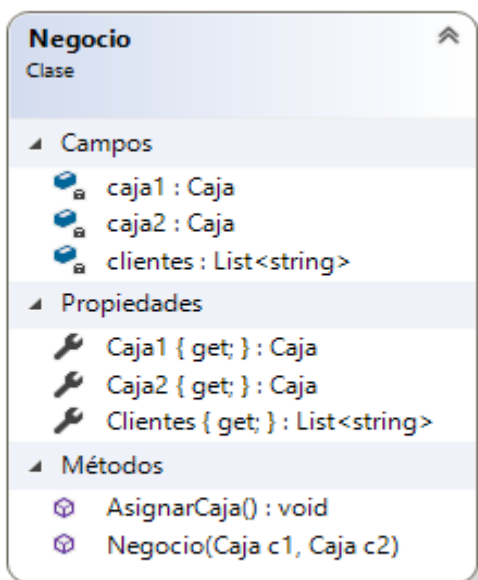 Negocio
Clase
Campos
caja1 : Caja
caja2 : Caja
clientes : List<string>
Propiedades
Caja1 { get; } : Caja
Caja2 { get; } : Caja
Clientes { get; } : List<string>
Métodos
AsignarCaja() : void
Negocio(Caja c1, Caja c2)